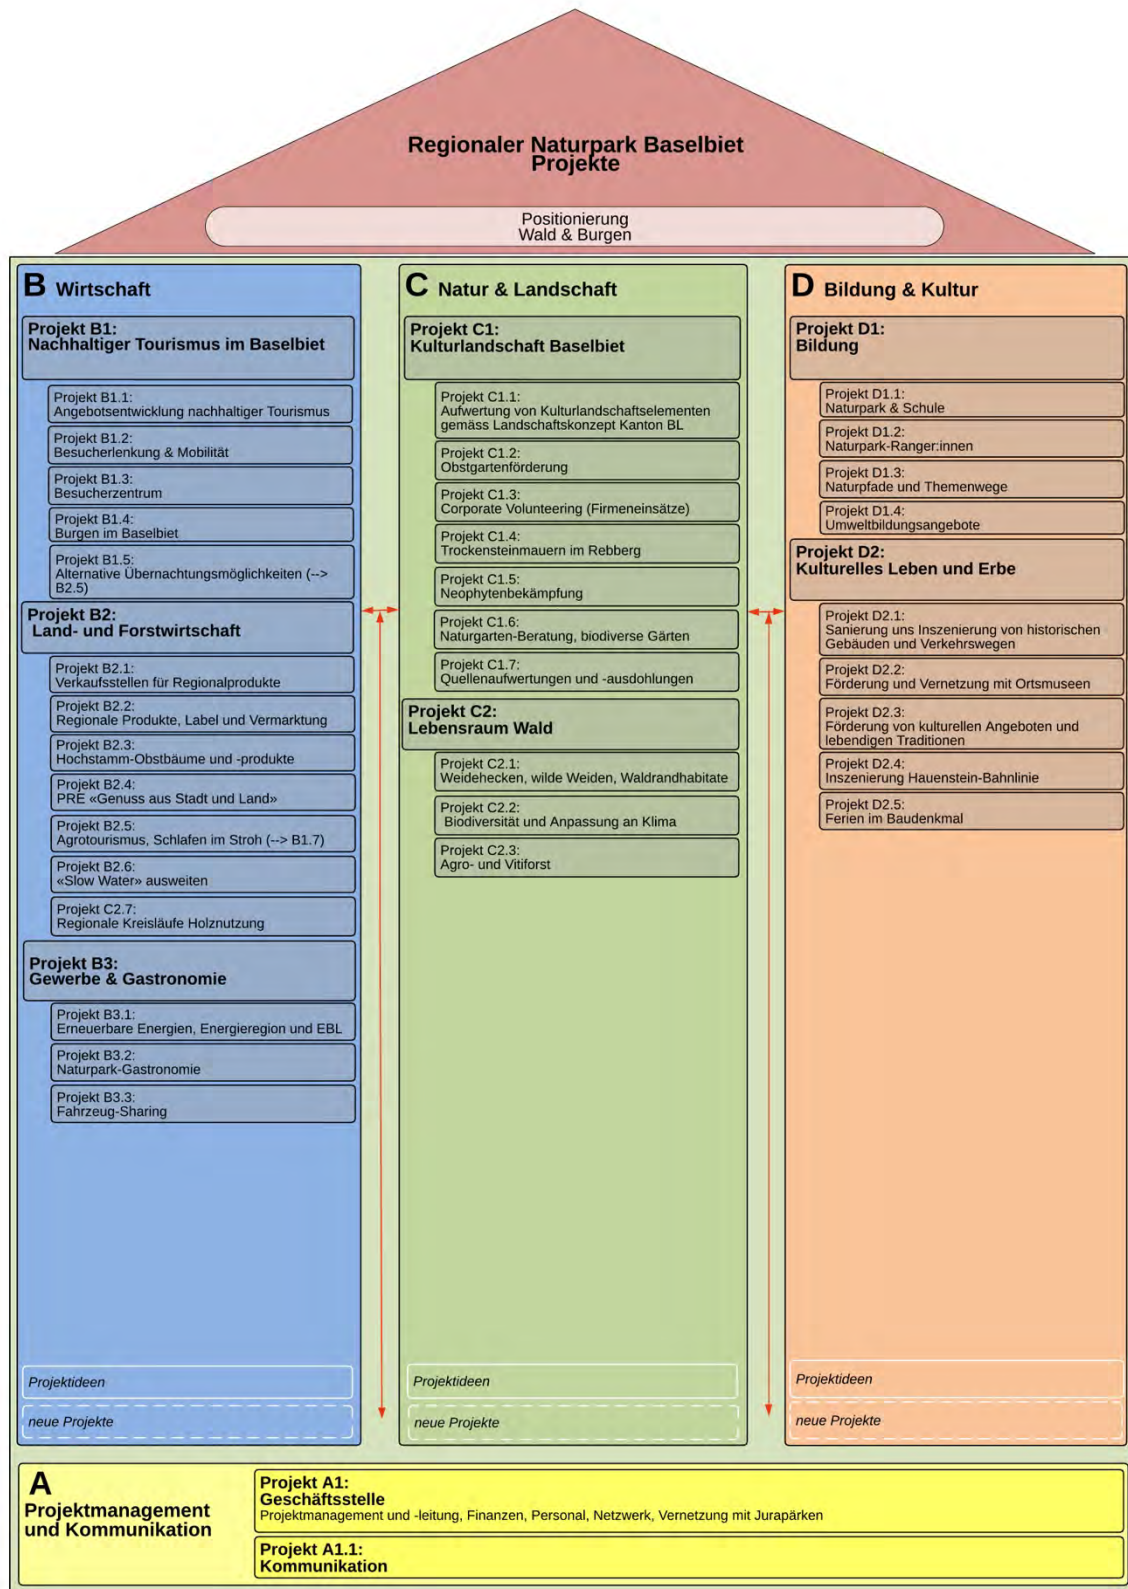 Regionaler Naturpark Baselbiet
Projekte
Positionierung
Wald & Burgen
B Wirtschaft
Projekt B1:
Nachhaltiger Tourismus im Baselbiet
Projekt B1.1:
Angebotsentwicklung nachhaltiger Tourismus
Projekt B1.2:
Besucherlenkung & Mobilität
Projekt B1.3:
Besucherzentrum
Projekt B1.4:
Burgen im Baselbiet
Projekt B1.5:
Alternative Übernachtungsmöglichkeiten (-->
B2.5)
Projekt B2:
Land- und Forstwirtschaft
Projekt B2.1:
Verkaufsstellen für Regionalprodukte
Projekt B2.2:
Regionale Produkte, Label und Vermarktung
Projekt B2.3:
Hochstamm-Obstbäume und -produkte
Projekt B2.4:
PRE «Genuss aus Stadt und Land»
Projekt B2.5:
Agrotourismus, Schlafen im Stroh (--> B1.7)
Projekt B2.6:
«Slow Water» ausweiten
Projekt C2.7:
Regionale Kreisläufe Holznutzung
Projekt B3:
Gewerbe & Gastronomie
Projekt B3.1:
Erneuerbare Energien, Energieregion und EBL
Projekt B3.2:
Naturpark-Gastronomie
Projekt B3.3:
Fahrzeug-Sharing
Projektideen
neue Projekte
C Natur & Landschaft
Projekt C1:
Kulturlandschaft Baselbiet
Projekt C1.1:
Aufwertung von Kulturlandschaftselementen
gemäss Landschaftskonzept Kanton BL
Projekt C1.2:
Obstgartenförderung
Projekt C1.3:
Corporate Volunteering (Firmeneinsätze)
Projekt C1.4:
Trockensteinmauern im Rebberg
Projekt C1.5:
Neophytenbekämpfung
Projekt C1.6:
Naturgarten-Beratung, biodiverse Gärten
Projekt C1.7:
Quellenaufwertungen und -ausdohlungen
Projekt C2:
Lebensraum Wald
Projekt C2.1:
Weidehecken, wilde Weiden, Waldrandhabitate
Projekt C2.2:
Biodiversität und Anpassung an Klima
Projekt C2.3:
Agro- und Vitiforst
Projektideen
neue Projekte
D Bildung & Kultur
Projekt D1:
Bildung
Projekt D1.1:
Naturpark & Schule
Projekt D1.2:
Naturpark-Ranger:innen
Projekt D1.3:
Naturpfade und Themenwege
Projekt D1.4:
Umweltbildungsangebote
Projekt D2:
Kulturelles Leben und Erbe
Projekt D2.1:
Sanierung uns Inszenierung von historischen
Gebäuden und Verkehrswegen
Projekt D2.2:
Förderung und Vernetzung mit Ortsmuseen
Projekt D2.3:
Förderung von kulturellen Angeboten und
lebendigen Traditionen
Projekt D2.4:
Inszenierung Hauenstein-Bahnlinie
Projekt D2.5:
Ferien im Baudenkmal
Projektideen
neue Projekte
A
Projektmanagement
und Kommunikation
Projekt A1:
Geschäftsstelle
Projektmanagement und -leitung, Finanzen, Personal, Netzwerk, Vernetzung mit Jurapärken
Projekt A1.1:
Kommunikation